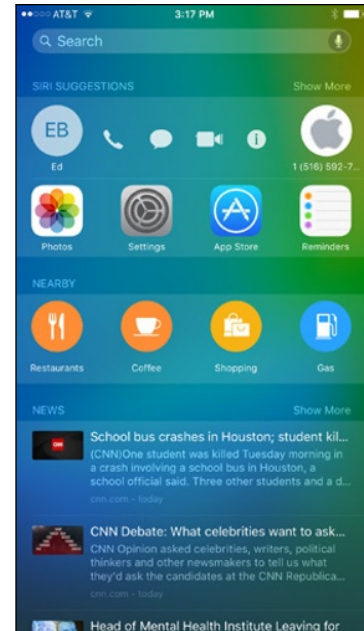 AT&T 3:17 PM
Search
SIRI SUGGESTIONS Show More
EB
Ed 1 (516) 592-7...
Photos Settings App Store Reminders
NEARBY
Restaurants Coffee Shopping Gas
NEWS Show More
School bus crashes in Houston; student kil...
(CNN)One student was killed Tuesday morning in
a crash involving a school bus in Houston, a
school official said. Three other students and a d...
cnn.com - today
CNN Debate: What celebrities want to ask...
CNN Opinion asked celebrities, writers, political
thinkers and other newsmakers to tell us what
they'd ask the candidates at the CNN Republica...
cnn.com - today
Head of Mental Health Institute Leaving for